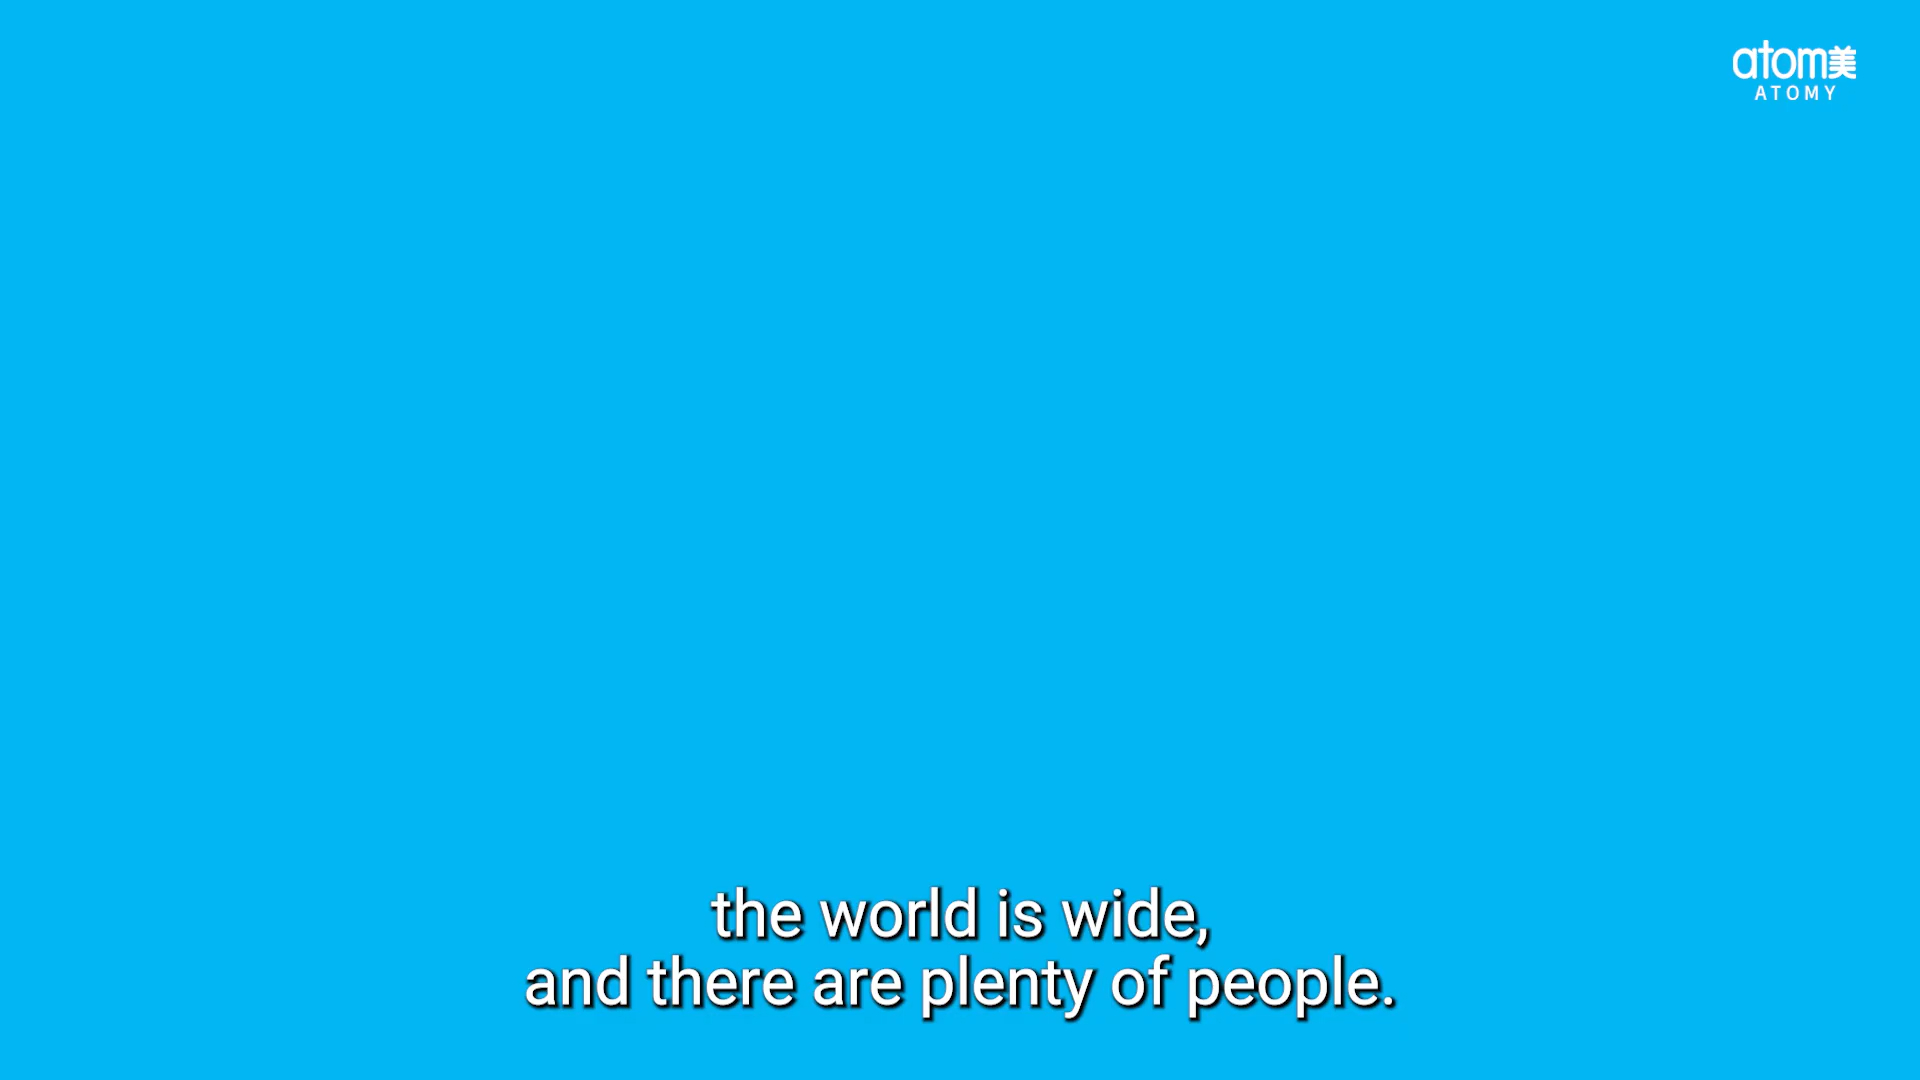 atom美
ATOMY
the world is wide,
and there are plenty of people.